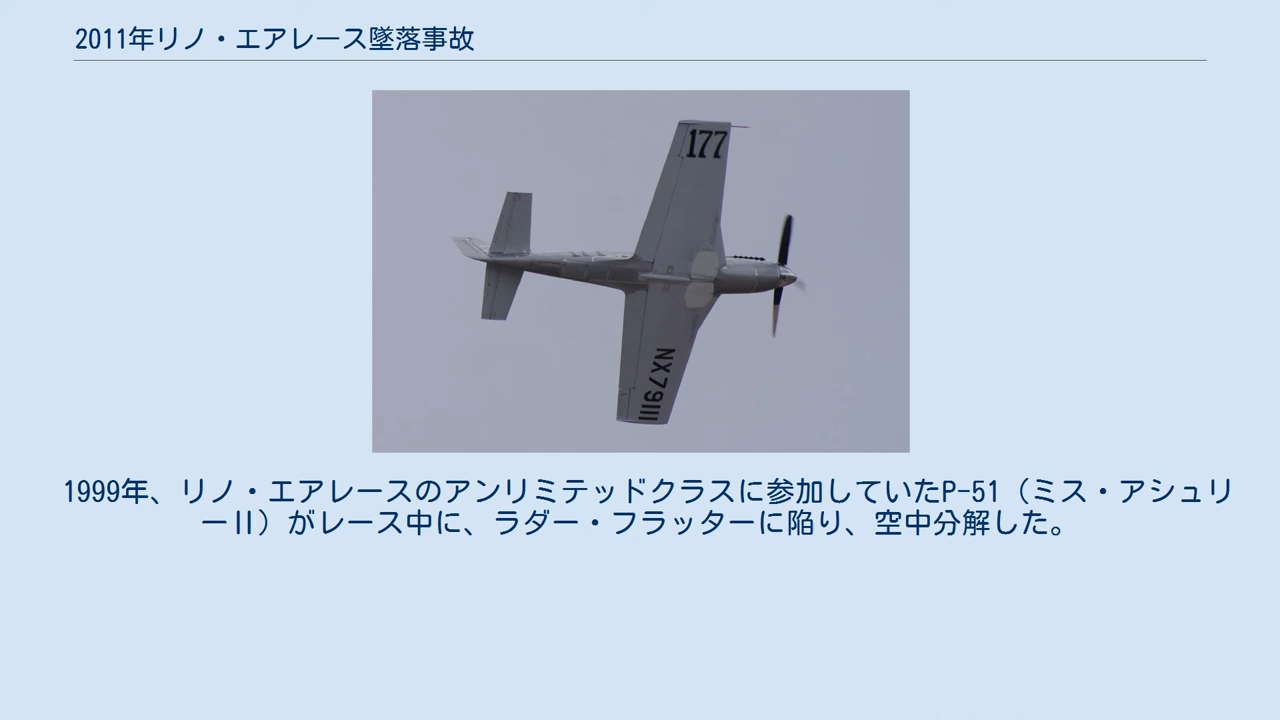 2011年リノ・エアレース墜落事故
177
NX79111
1999年、リノ・エアレースのアンリミテッドクラスに参加していたP-51（ミス・アシュリ
ーII）がレース中に、ラダー・フラッターに陥り、空中分解した。